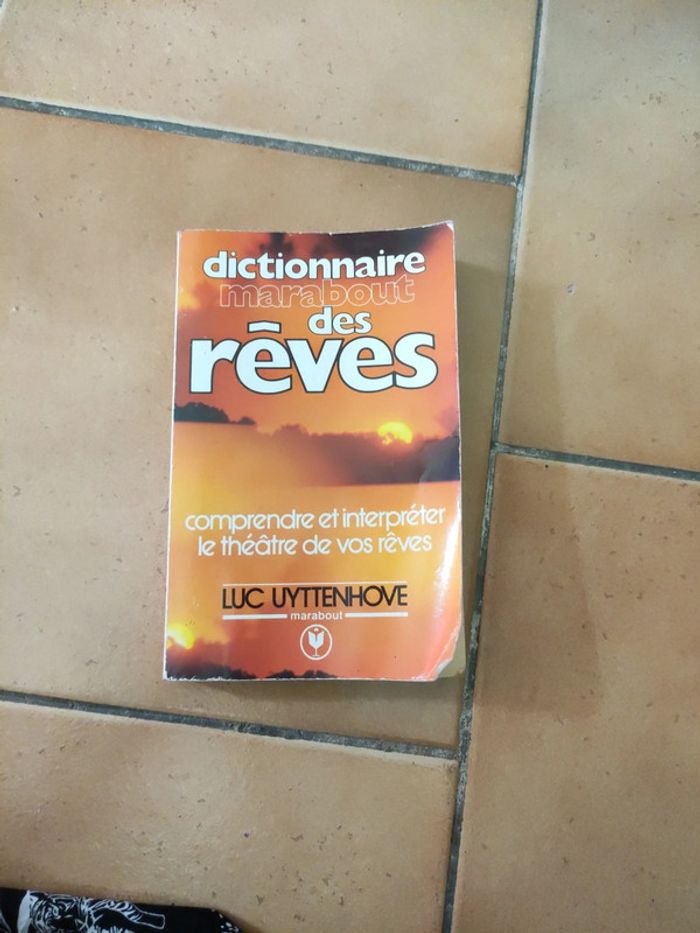 dictionnaire
marabout
des
rêves
comprendre et interpréter
le théâtre de vos rêves
LUC UYTTENHOVE
marabout